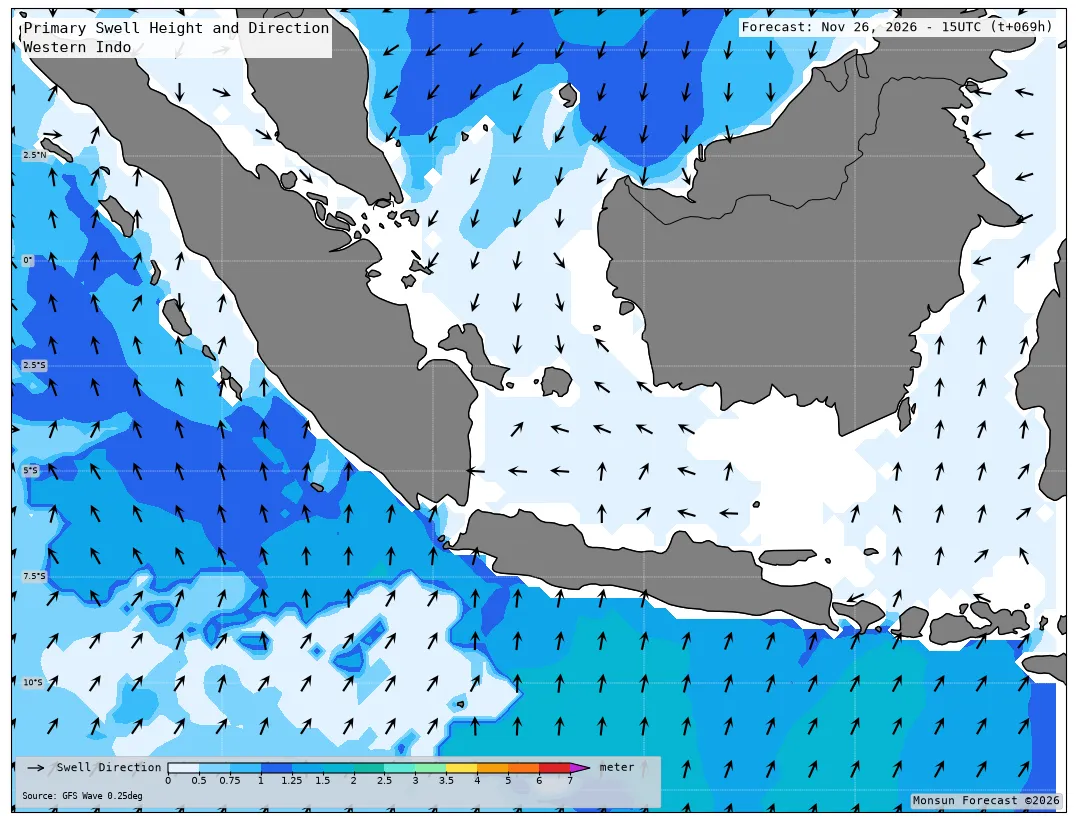 Primary Swell Height and Direction
Western Indo
Forecast: Nov 26, 2026 - 15UTC (t+069h)
2.5°N
0°
2.5°S
5°S
7.5°S
10°S
Swell Direction
meter
0 0.5 0.75 1 1.25 1.5 2 2.5 3 3.5 4 5 6 7
Source: GFS Wave 0.25deg
Monsun Forecast ©2026